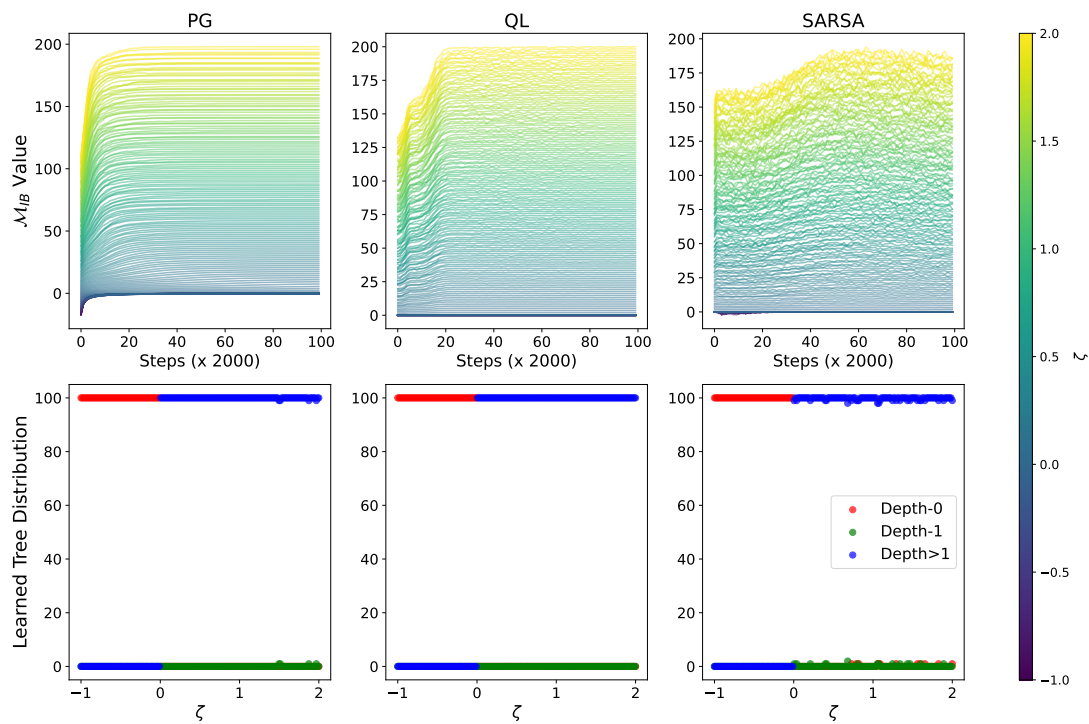 PG
QL
SARSA
200
150
100
50
0
ℳ_IB Value
0 20 40 60 80 100
Steps (x 2000)
200
175
150
125
100
75
50
25
0
0 20 40 60 80 100
Steps (x 2000)
200
175
150
125
100
75
50
25
0
0 20 40 60 80 100
Steps (x 2000)
2.0
1.5
1.0
0.5
0.0
−0.5
−1.0
ζ
100
80
60
40
20
0
Learned Tree Distribution
−1 0 1 2
ζ
100
80
60
40
20
0
−1 0 1 2
ζ
100
80
60
40
20
0
Depth-0
Depth-1
Depth>1
−1 0 1 2
ζ